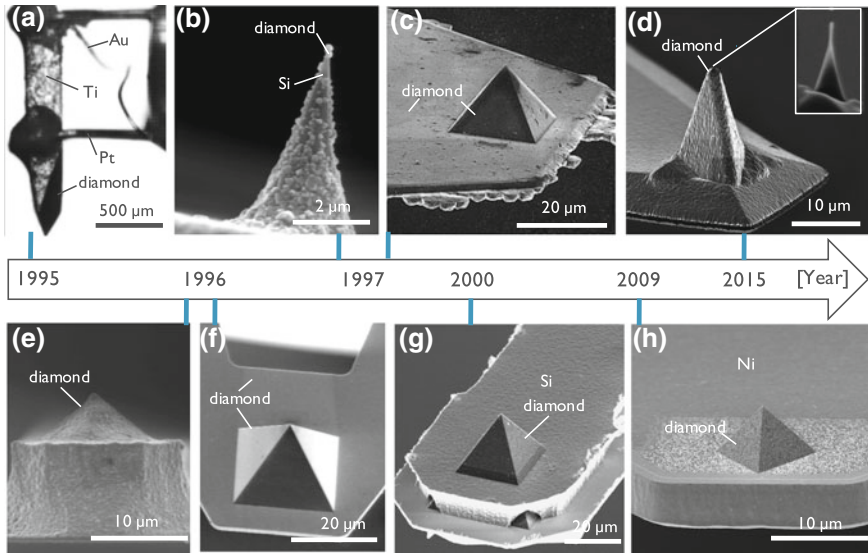 (a)
Au
Ti
Pt
diamond
500 μm
(b)
diamond
Si
2 μm
(c)
diamond
20 μm
(d)
diamond
10 μm
1995
1996
1997
2000
2009
2015
[Year]
(e)
diamond
10 μm
(f)
diamond
20 μm
(g)
Si
diamond
20 μm
(h)
Ni
diamond
10 μm